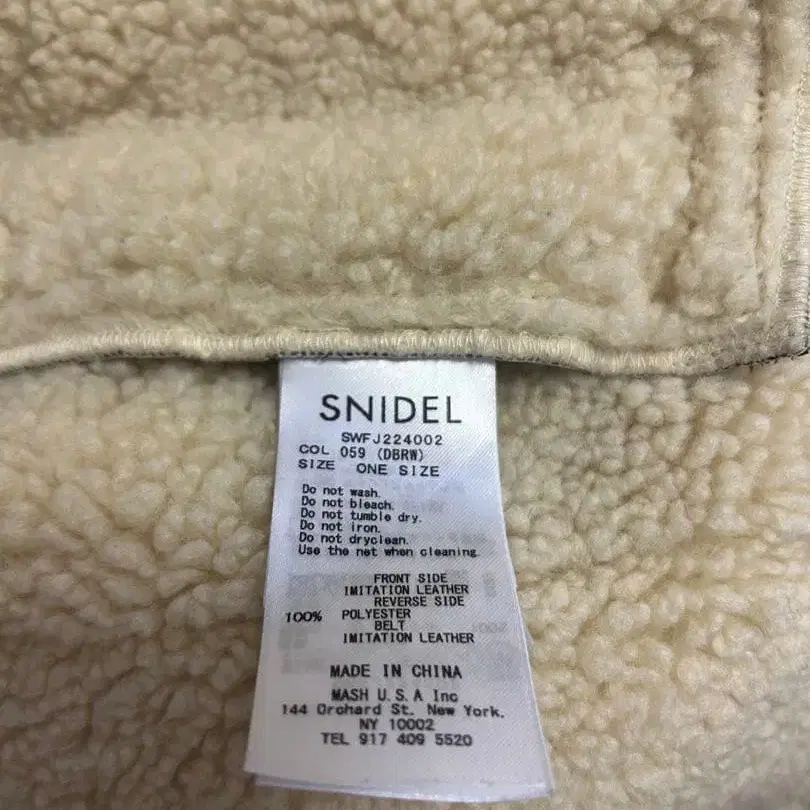 SNIDEL
SWFJ224002
COL 059 (DBRW)
SIZE ONE SIZE
Do not wash.
Do not bleach.
Do not tumble dry.
Do not iron.
Do not dryclean.
Use the net when cleaning.
FRONT SIDE
IMITATION LEATHER
REVERSE SIDE
100% POLYESTER
BELT
IMITATION LEATHER
MADE IN CHINA
MASH U.S.A Inc
144 Orchard St. New York.
NY 10002
TEL 917 409 5520